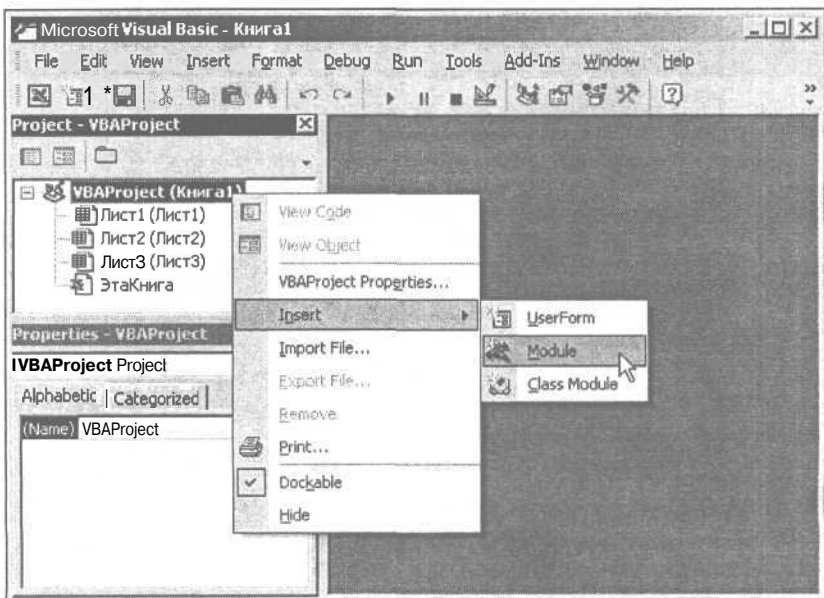 Microsoft Visual Basic - Книга1
File Edit View Insert Format Debug Run Tools Add-Ins Window Help
1 *
Project - VBAProject
VBAProject (Книга1)
Лист1 (Лист1)
Лист2 (Лист2)
Лист3 (Лист3)
ЭтаКнига
Properties - VBAProject
VBAProject Project
Alphabetic Categorized
(Name) VBAProject
View Code
View Object
VBAProject Properties...
Insert
Import File...
Export File...
Remove
Print...
Dockable
Hide
UserForm
Module
Class Module